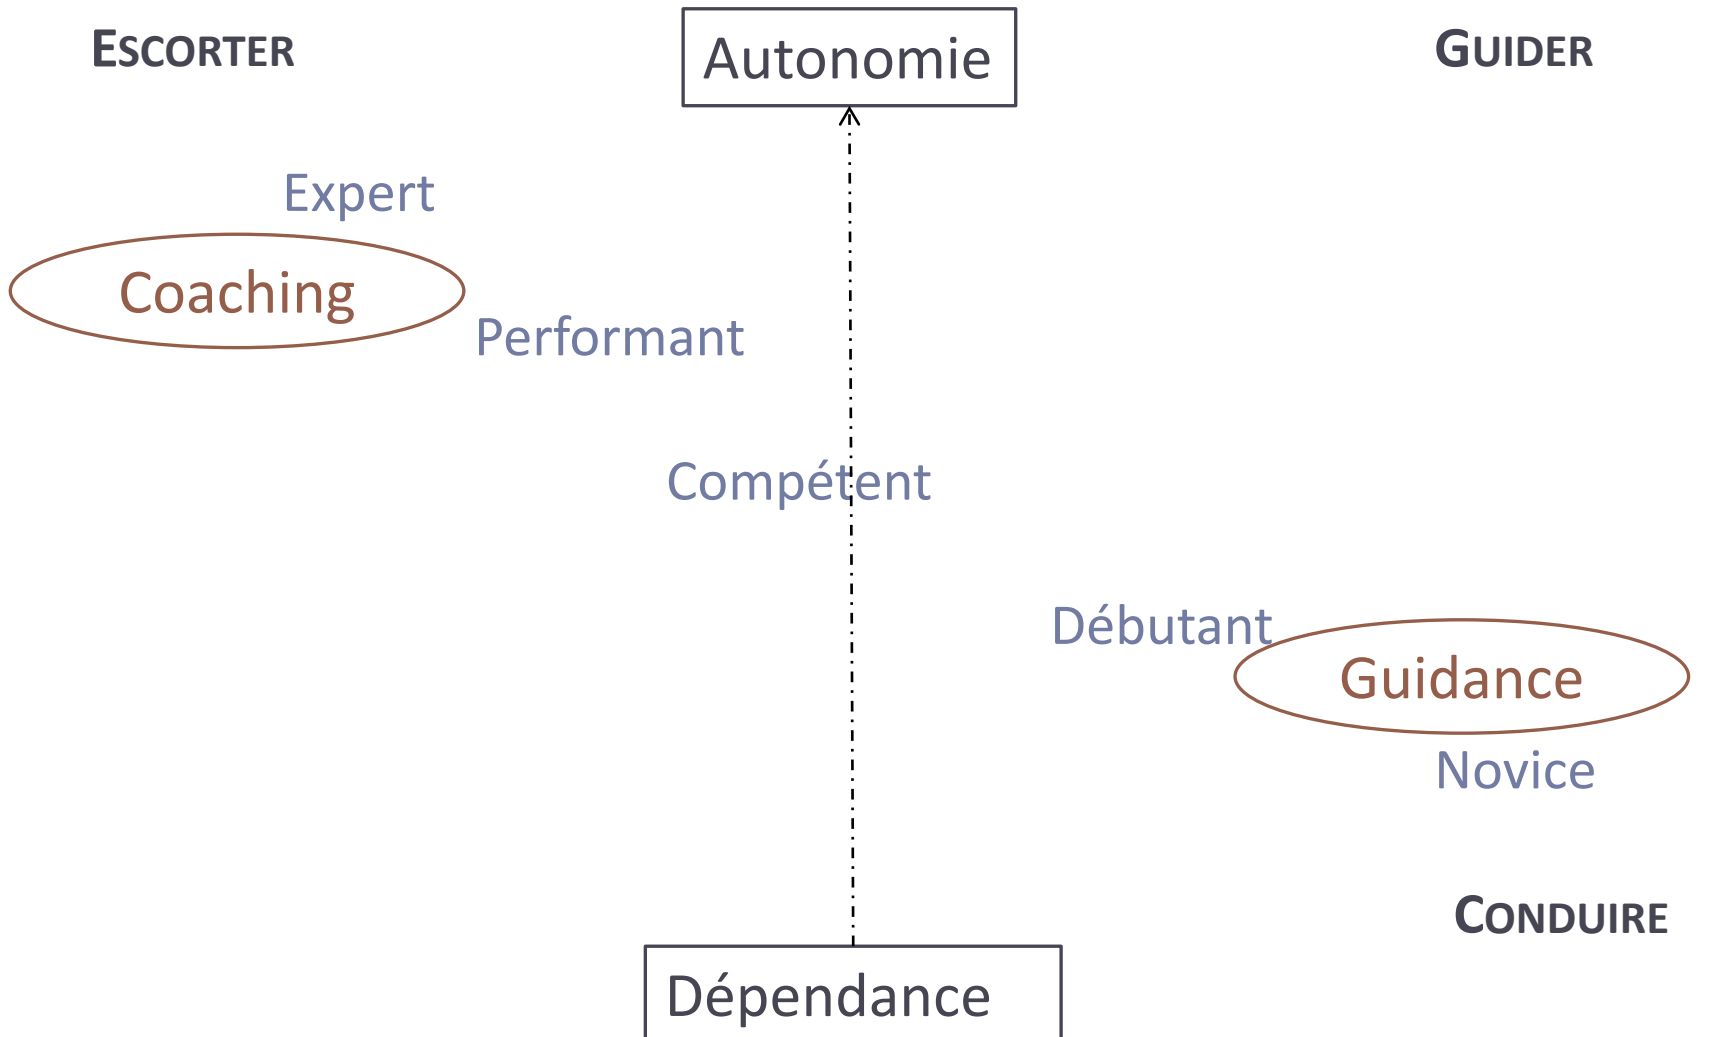 ESCORTER
Autonomie
GUIDER
Expert
Coaching
Performant
Compétent
Débutant
Guidance
Novice
CONDUIRE
Dépendance